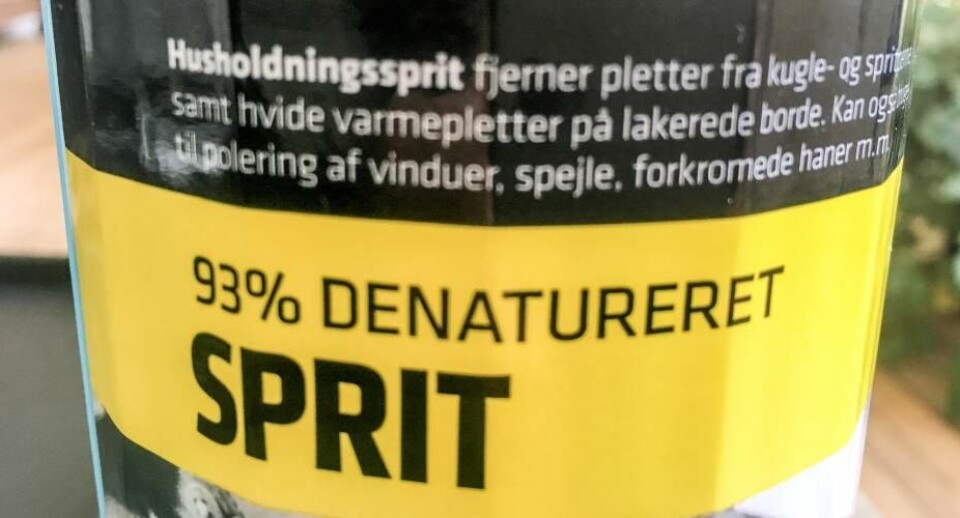 Husholdningssprit fjerner pletter fra kugle- og
samt hvide varmepletter på lakerede borde. Kan
til polering af vinduer, spejle, forkromede haner m.m.
93% DENATURERET
SPRIT